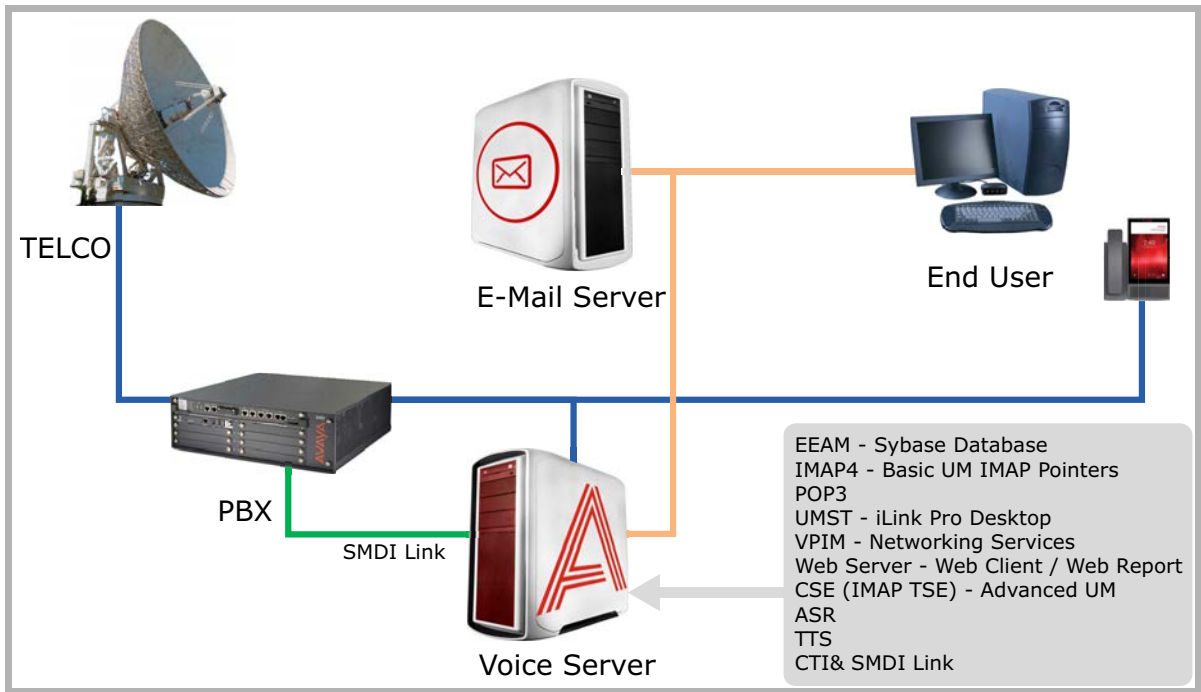 TELCO
E-Mail Server
End User
PBX
AVAYA
SMDI Link
Voice Server
EEAM - Sybase Database
IMAP4 - Basic UM IMAP Pointers
POP3
UMST - iLink Pro Desktop
VPIM - Networking Services
Web Server - Web Client / Web Report
CSE (IMAP TSE) - Advanced UM
ASR
TTS
CTI& SMDI Link